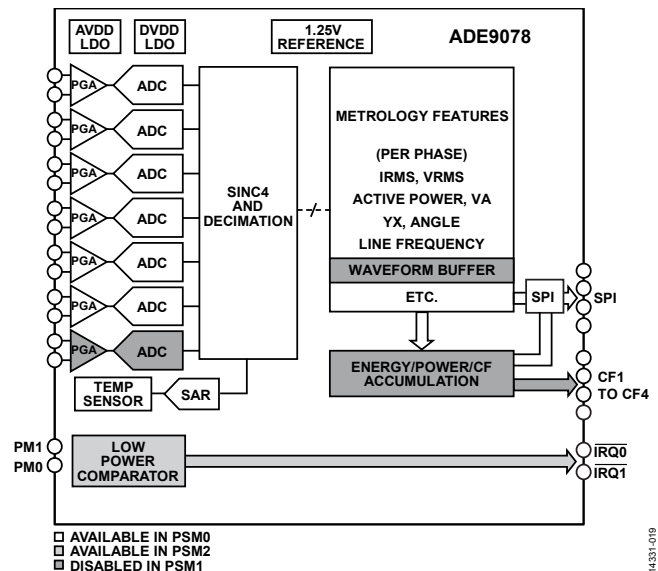 AVDD
LDO
DVDD
LDO
1.25V
REFERENCE
ADE9078
PGA
ADC
PGA
ADC
PGA
ADC
PGA
ADC
PGA
ADC
PGA
ADC
PGA
ADC
SINC4
AND
DECIMATION
METROLOGY FEATURES
(PER PHASE)
IRMS, VRMS
ACTIVE POWER, VA
YX, ANGLE
LINE FREQUENCY
WAVEFORM BUFFER
ETC.
SPI
SPI
ENERGY/POWER/CF
ACCUMULATION
CF1
TO CF4
TEMP
SENSOR
SAR
PM1
PM0
LOW
POWER
COMPARATOR
IRQ0
IRQ1
AVAILABLE IN PSM0
AVAILABLE IN PSM2
DISABLED IN PSM1
14331-019